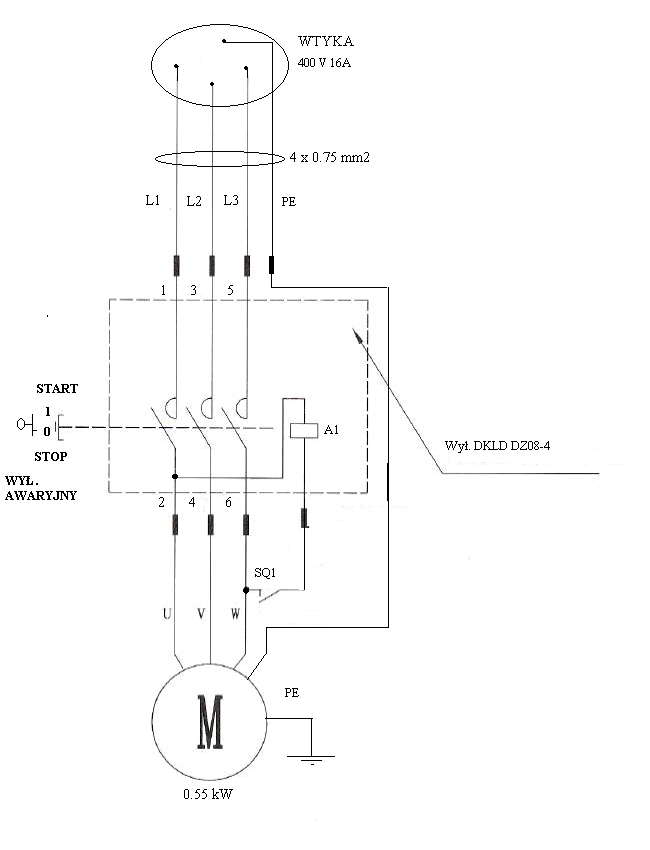 WTYKA
400 V 16A
4 x 0.75 mm2
L1 L2 L3 PE
1 3 5
START
1
0
STOP
WYŁ.
AWARYJNY
A1
Wył. DKLD DZ08-4
2 4 6
SQ1
U V W
M
PE
0.55 kW